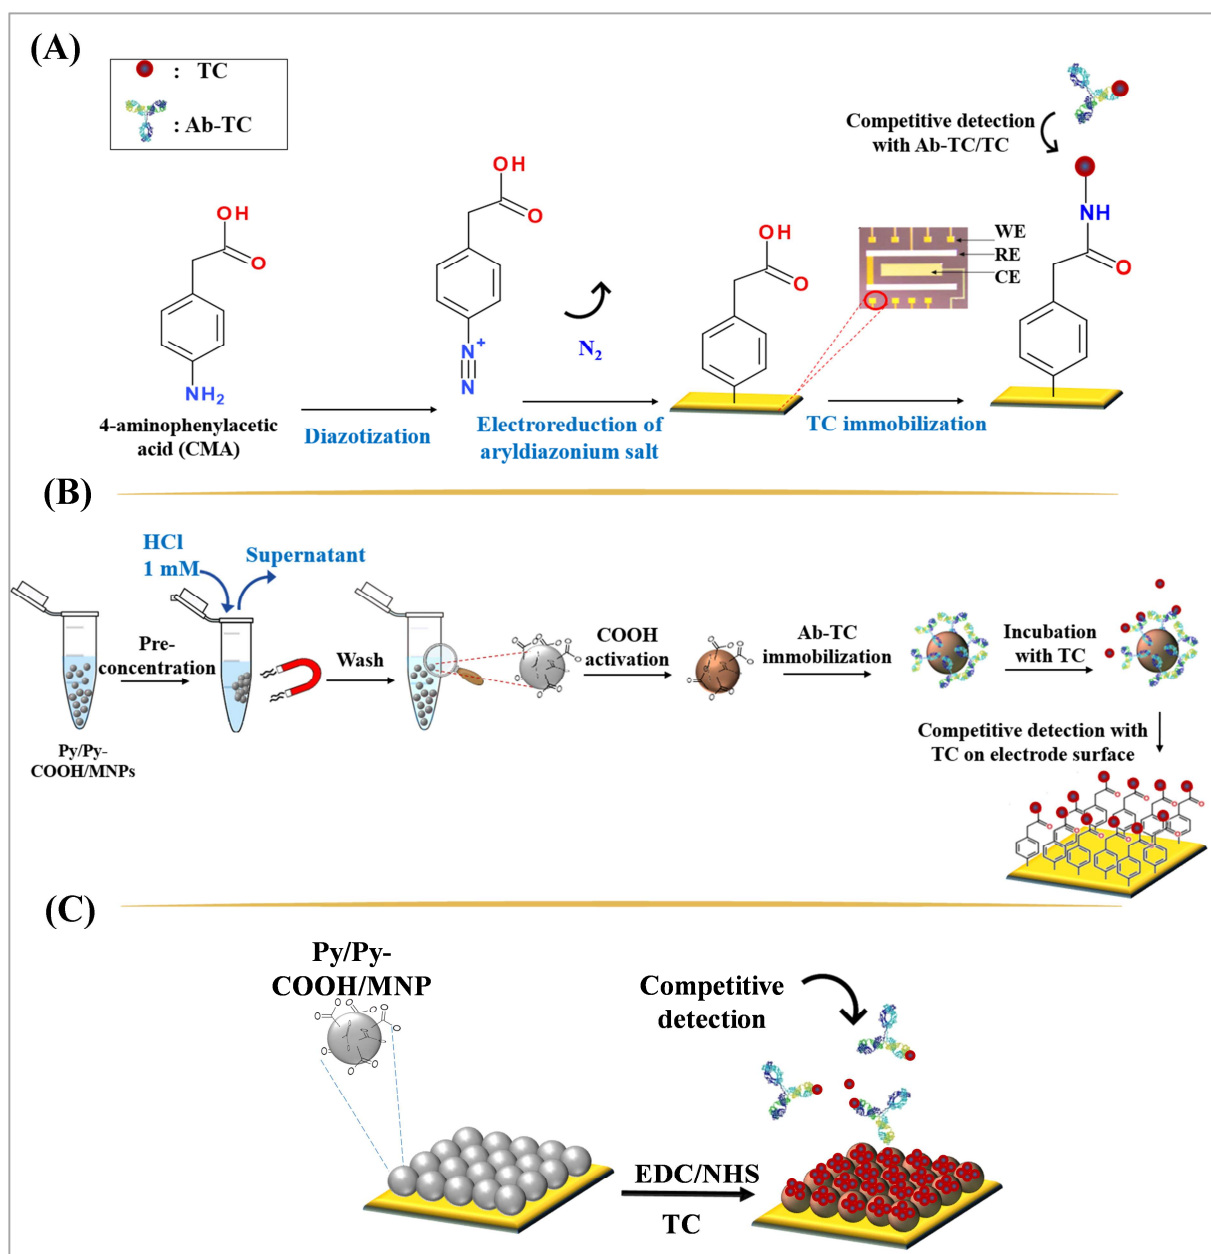 (A)
: TC
: Ab-TC
OH
O
NH2
4-aminophenylacetic
acid (CMA)
Diazotization
OH
O
N+
N
N2
Electroreduction of
aryldiazonium salt
OH
O
WE
RE
CE
TC immobilization
Competitive detection
with Ab-TC/TC
NH
O
(B)
HCl
1 mM
Supernatant
Pre-
concentration
Py/Py-
COOH/MNPs
Wash
COOH
activation
Ab-TC
immobilization
Incubation
with TC
Competitive detection with
TC on electrode surface
(C)
Py/Py-
COOH/MNP
Competitive
detection
EDC/NHS
TC